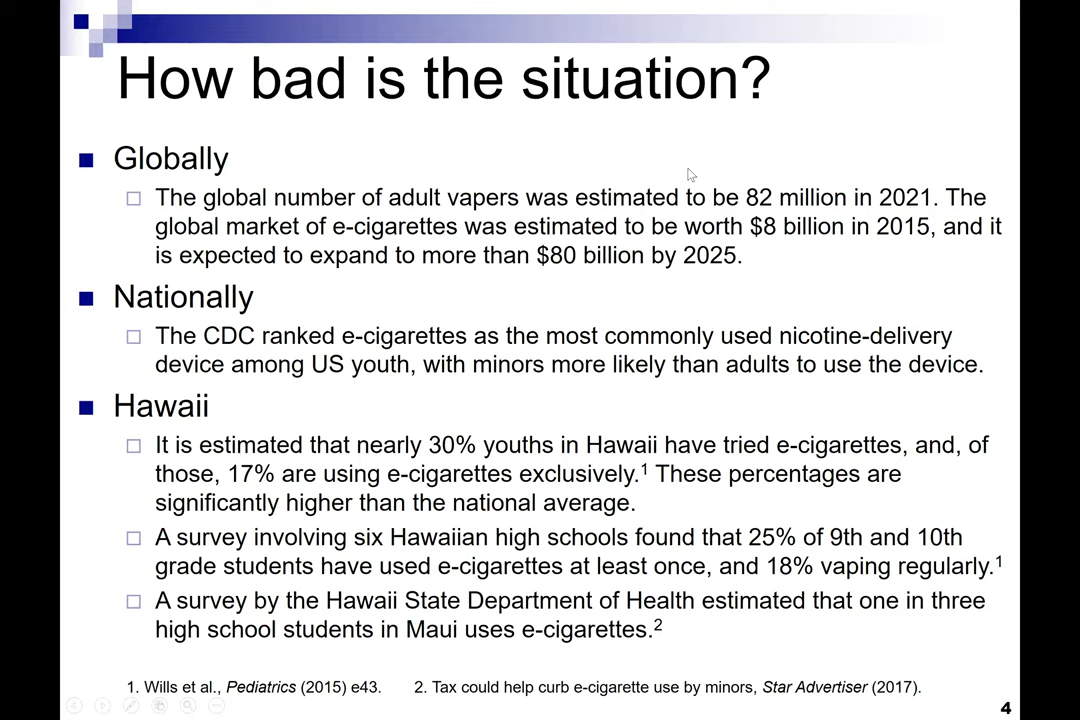 How bad is the situation?
Globally
The global number of adult vapers was estimated to be 82 million in 2021. The
global market of e-cigarettes was estimated to be worth $8 billion in 2015, and it
is expected to expand to more than $80 billion by 2025.
Nationally
The CDC ranked e-cigarettes as the most commonly used nicotine-delivery
device among US youth, with minors more likely than adults to use the device.
Hawaii
It is estimated that nearly 30% youths in Hawaii have tried e-cigarettes, and, of
those, 17% are using e-cigarettes exclusively.¹ These percentages are
significantly higher than the national average.
A survey involving six Hawaiian high schools found that 25% of 9th and 10th
grade students have used e-cigarettes at least once, and 18% vaping regularly.¹
A survey by the Hawaii State Department of Health estimated that one in three
high school students in Maui uses e-cigarettes.²
1. Wills et al., Pediatrics (2015) e43. 2. Tax could help curb e-cigarette use by minors, Star Advertiser (2017).
4